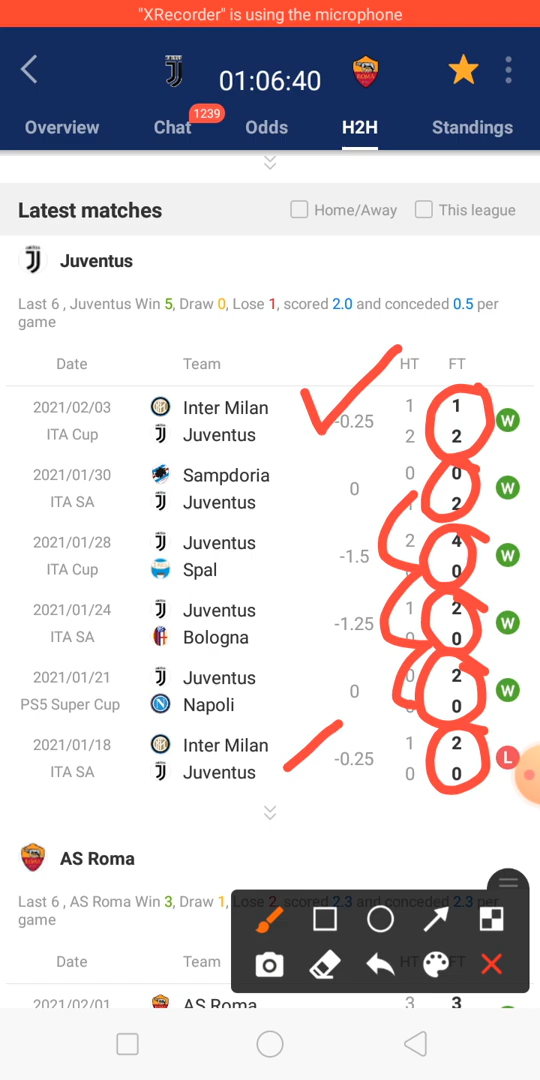 "XRecorder" is using the microphone
01:06:40
Overview Chat 1239 Odds H2H Standings
Latest matches Home/Away This league
Juventus
Last 6 , Juventus Win 5, Draw 0, Lose 1, scored 2.0 and conceded 0.5 per
game
Date Team HT FT
2021/02/03 Inter Milan 1 1
ITA Cup Juventus -0.25 2 2 W
2021/01/30 Sampdoria 0 0
ITA SA Juventus 0 1 2 W
2021/01/28 Juventus 2 4
ITA Cup Spal -1.5 0 W
2021/01/24 Juventus 1 2
ITA SA Bologna -1.25 0 0 W
2021/01/21 Juventus 0 2
PS5 Super Cup Napoli 0 0 W
2021/01/18 Inter Milan 1 2
ITA SA Juventus -0.25 0 0 L
AS Roma
Last 6 , AS Roma Win 3, Draw 1, Lose 2, scored 2.3 and conceded 2.3 per
game
Date Team HT FT
2021/02/01 AS Roma 3 3